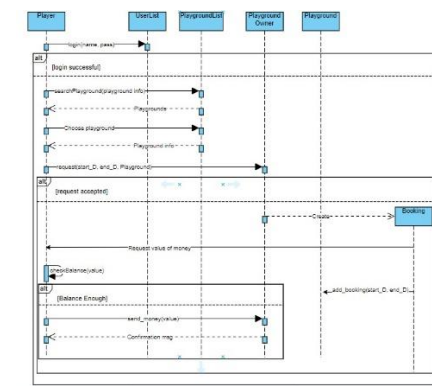 Player
UserList
PlaygroundList
Playground
Owner
Playground
login(name, pass)
alt
[login successful]
searchPlayground(playground info)
Playgrounds
Choose playground
Playground info
request(start_D, end_D, Playground)
alt
[request accepted]
Booking
Create
Request value of money
checkBalance(value)
add_booking(start_D, end_D)
alt
[Balance Enough]
send_money(value)
Confirmation msg